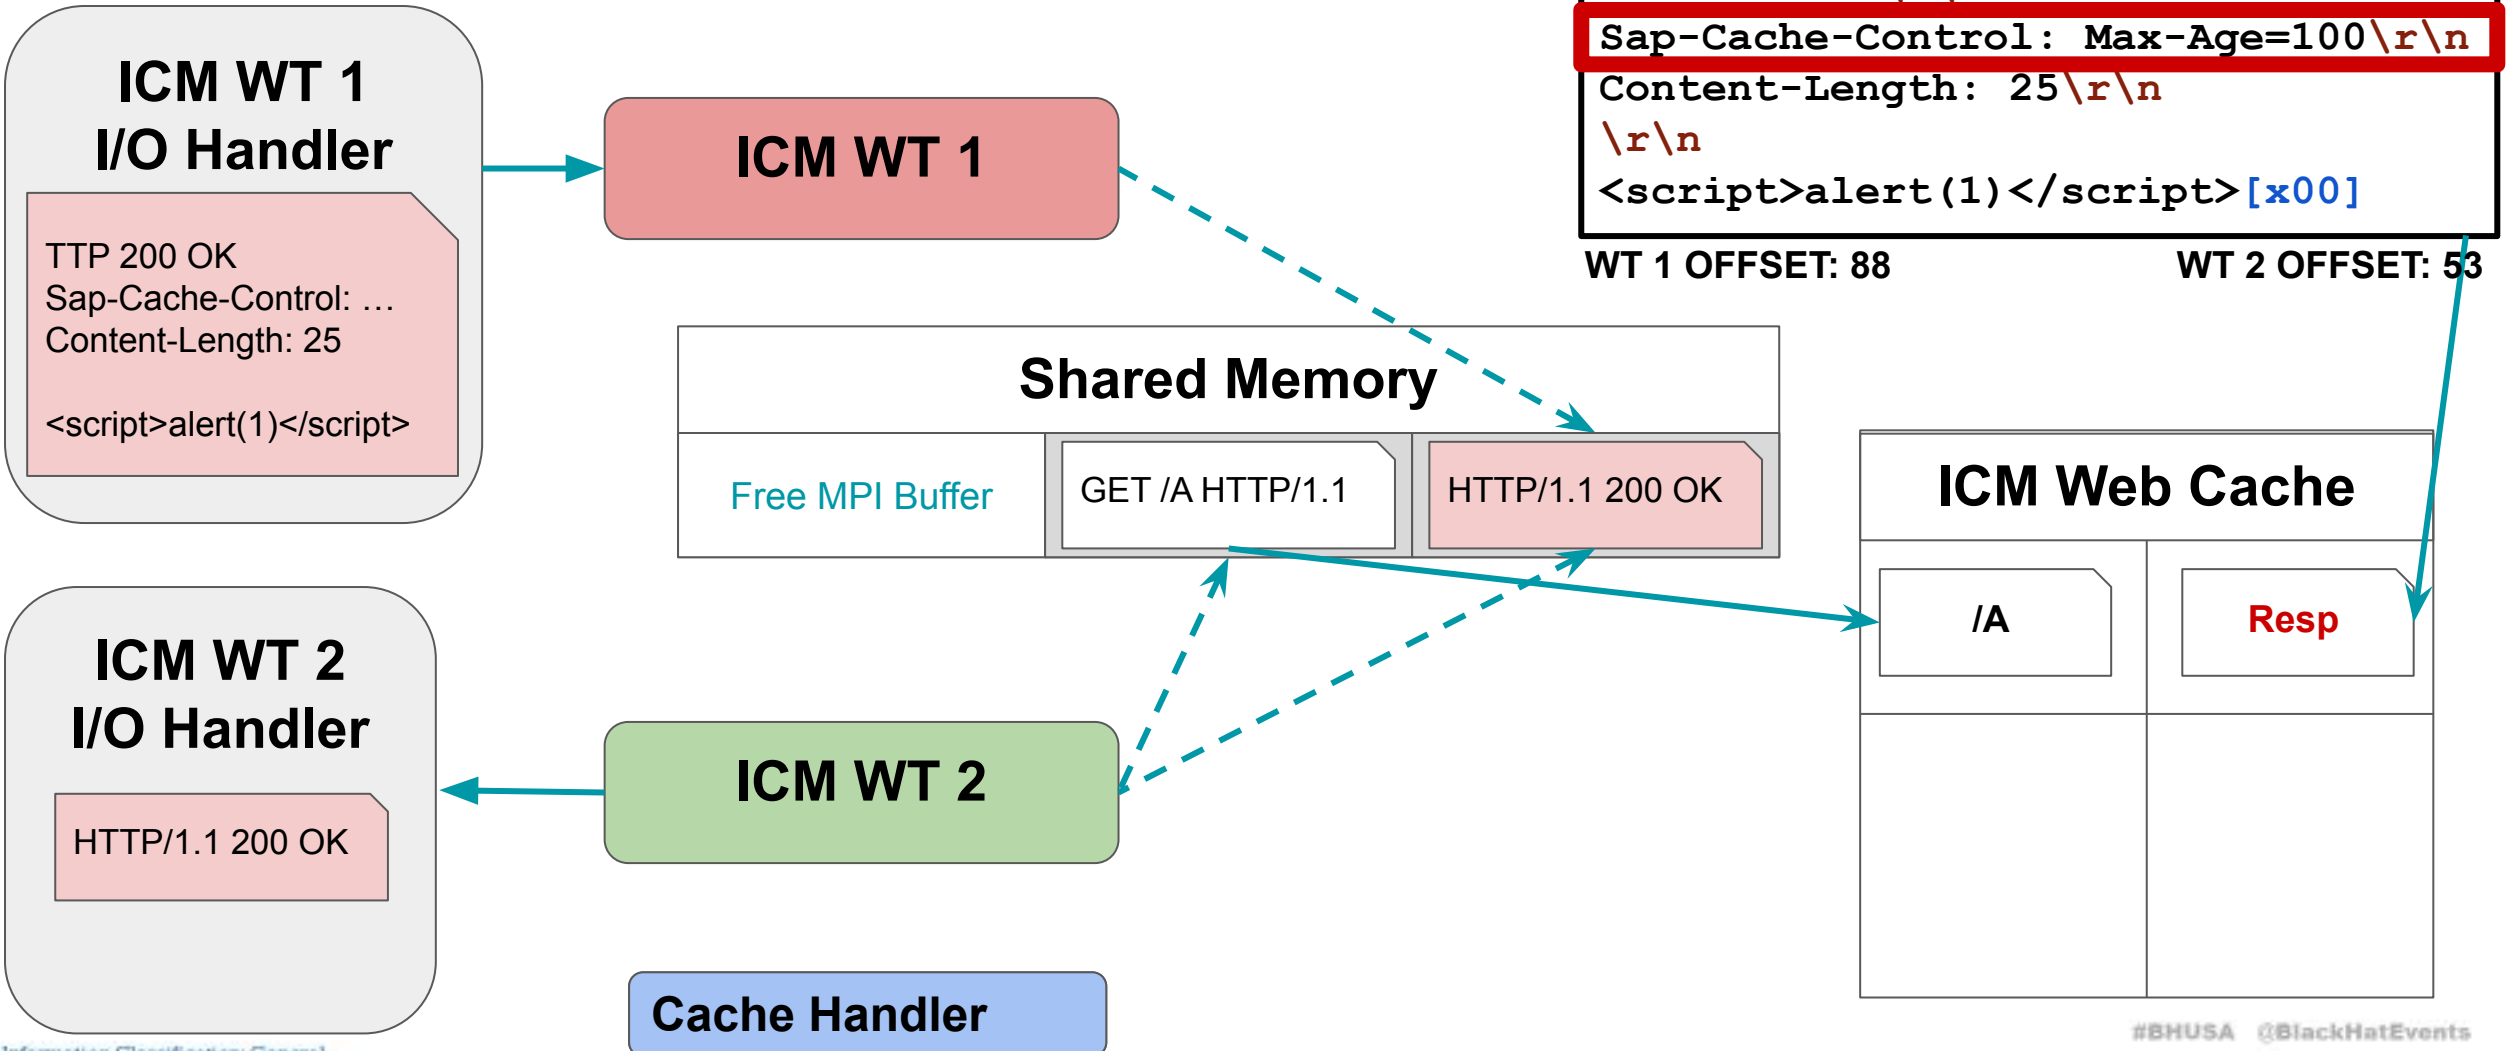 ICM WT 1
I/O Handler
TTP 200 OK
Sap-Cache-Control: …
Content-Length: 25
<script>alert(1)</script>
ICM WT 1
Sap-Cache-Control: Max-Age=100\r\n
Content-Length: 25\r\n
\r\n
<script>alert(1)</script>[x00]
WT 1 OFFSET: 88
WT 2 OFFSET: 53
Shared Memory
Free MPI Buffer
GET /A HTTP/1.1
HTTP/1.1 200 OK
ICM Web Cache
/A
Resp
ICM WT 2
I/O Handler
HTTP/1.1 200 OK
ICM WT 2
Cache Handler
#BHUSA @BlackHatEvents